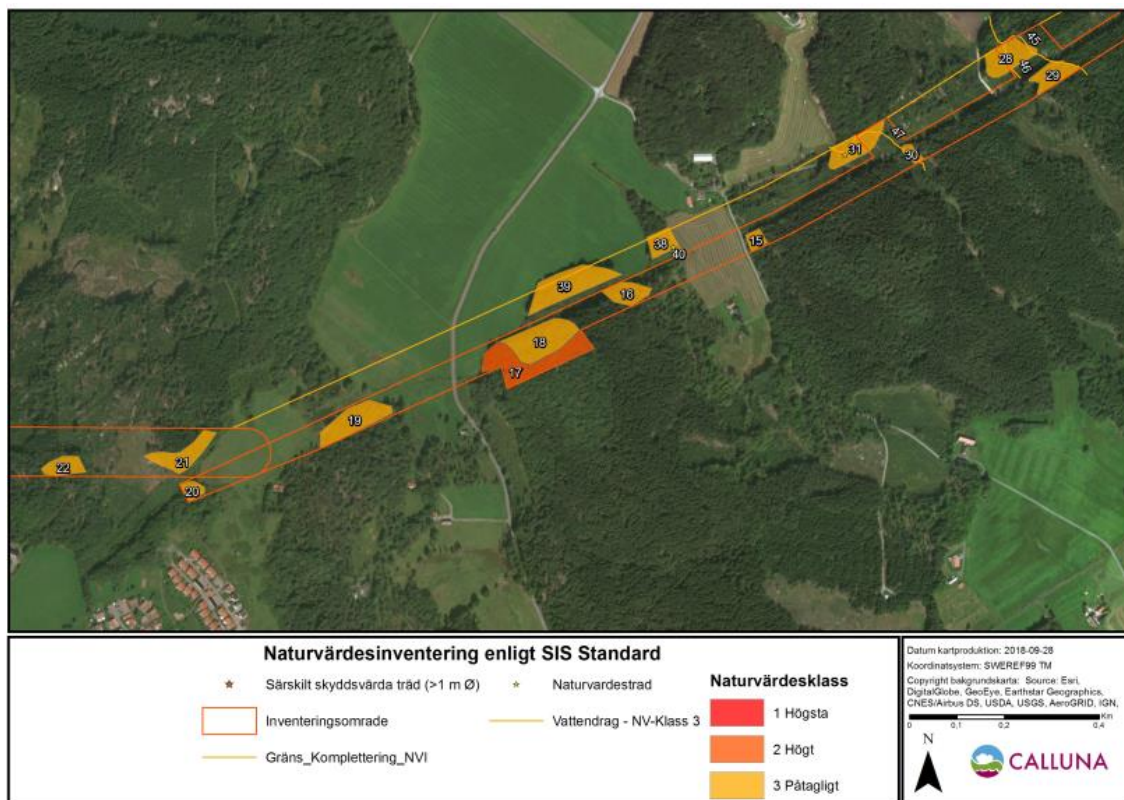 45
28
46
29
47
31
30
38
40
15
39
16
18
17
19
21
22
20
Naturvärdesinventering enligt SIS Standard
Särskilt skyddsvärda träd (>1 m Ø)
Naturvardestrad
Inventeringsomrade
Vattendrag - NV-Klass 3
Gräns_Komplettering_NVI
Naturvärdesklass
1 Högsta
2 Högt
3 Påtagligt
Datum kartproduktion: 2018-09-28
Koordinatsystem: SWEREF99 TM
Copyright bakgrundskarta: Source: Esri,
DigitalGlobe, GeoEye, Earthstar Geographics,
CNES/Airbus DS, USDA, USGS, AeroGRID, IGN,
Km
0 0,1 0,2 0,4
N
CALLUNA